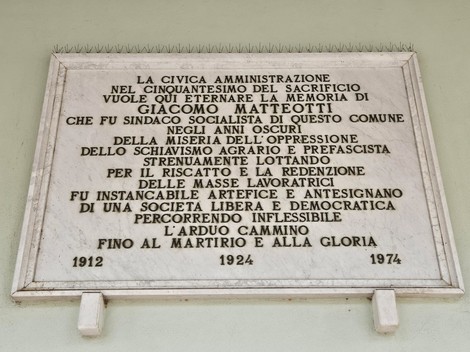 LA CIVICA AMMINISTRAZIONE
NEL CINQUANTESIMO DEL SACRIFICIO
VUOLE QUI ETERNARE LA MEMORIA DI
GIACOMO MATTEOTTI
CHE FU SINDACO SOCIALISTA DI QUESTO COMUNE
NEGLI ANNI OSCURI
DELLA MISERIA DELL'OPPRESSIONE
DELLO SCHIAVISMO AGRARIO E PREFASCISTA
STRENUAMENTE LOTTANDO
PER IL RISCATTO E LA REDENZIONE
DELLE MASSE LAVORATRICI
FU INSTANCABILE ARTEFICE E ANTESIGNANO
DI UNA SOCIETÀ LIBERA E DEMOCRATICA
PERCORRENDO INFLESSIBILE
L'ARDUO CAMMINO
FINO AL MARTIRIO E ALLA GLORIA
1912 1924 1974